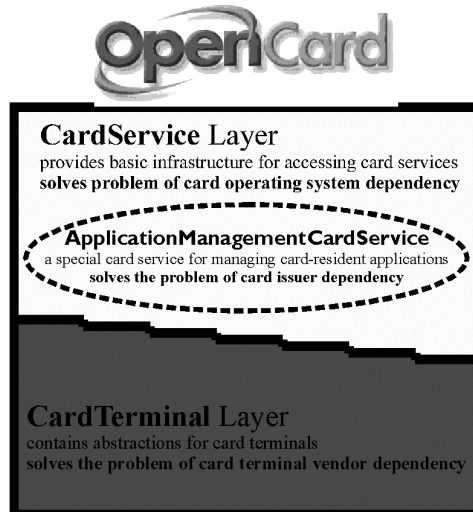 OpenCard
CardService Layer
provides basic infrastructure for accessing card services
solves problem of card operating system dependency
ApplicationManagementCardService
a special card service for managing card-resident applications
solves the problem of card issuer dependency
CardTerminal Layer
contains abstractions for card terminals
solves the problem of card terminal vendor dependency